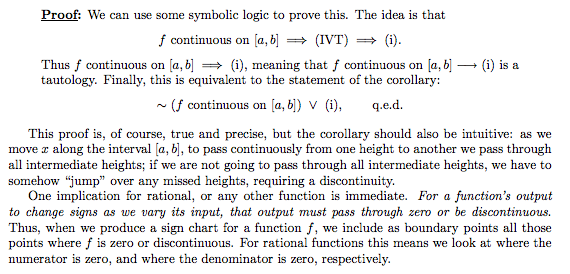 Proof: We can use some symbolic logic to prove this. The idea is that
f continuous on [a, b] ⟹ (IVT) ⟹ (i).
Thus f continuous on [a, b] ⟹ (i), meaning that f continuous on [a, b] ⟶ (i) is a
tautology. Finally, this is equivalent to the statement of the corollary:
∼ (f continuous on [a, b]) ∨ (i), q.e.d.
This proof is, of course, true and precise, but the corollary should also be intuitive: as we
move x along the interval [a, b], to pass continuously from one height to another we pass through
all intermediate heights; if we are not going to pass through all intermediate heights, we have to
somehow “jump” over any missed heights, requiring a discontinuity.
One implication for rational, or any other function is immediate. For a function's output
to change signs as we vary its input, that output must pass through zero or be discontinuous.
Thus, when we produce a sign chart for a function f, we include as boundary points all those
points where f is zero or discontinuous. For rational functions this means we look at where the
numerator is zero, and where the denominator is zero, respectively.